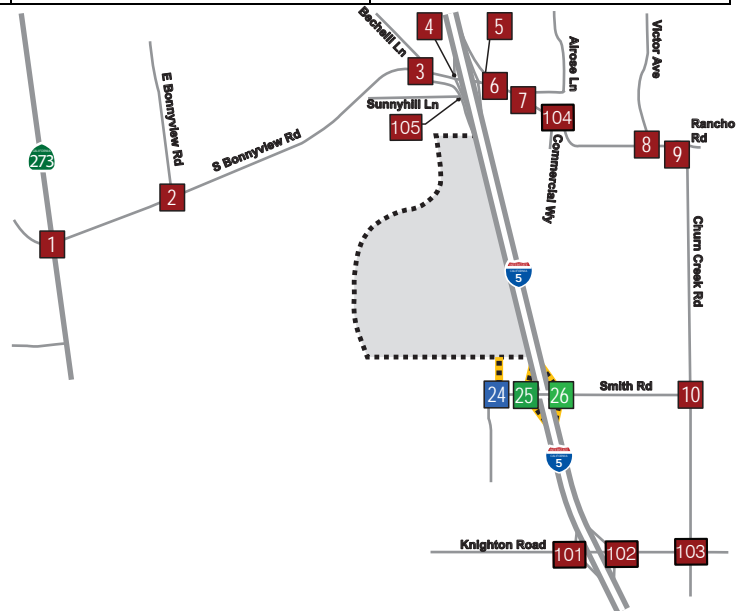 4
5
Bechelli Ln
3
6
Sunnyhill Ln
7
105
104
Alrose Ln
Victor Ave
Commercial Wy
8
9
Rancho
Rd
E Bonnyview Rd
S Bonnyview Rd
273
2
1
Churn Creek Rd
5
24
25
26
Smith Rd
10
5
Knighton Road
101
102
103